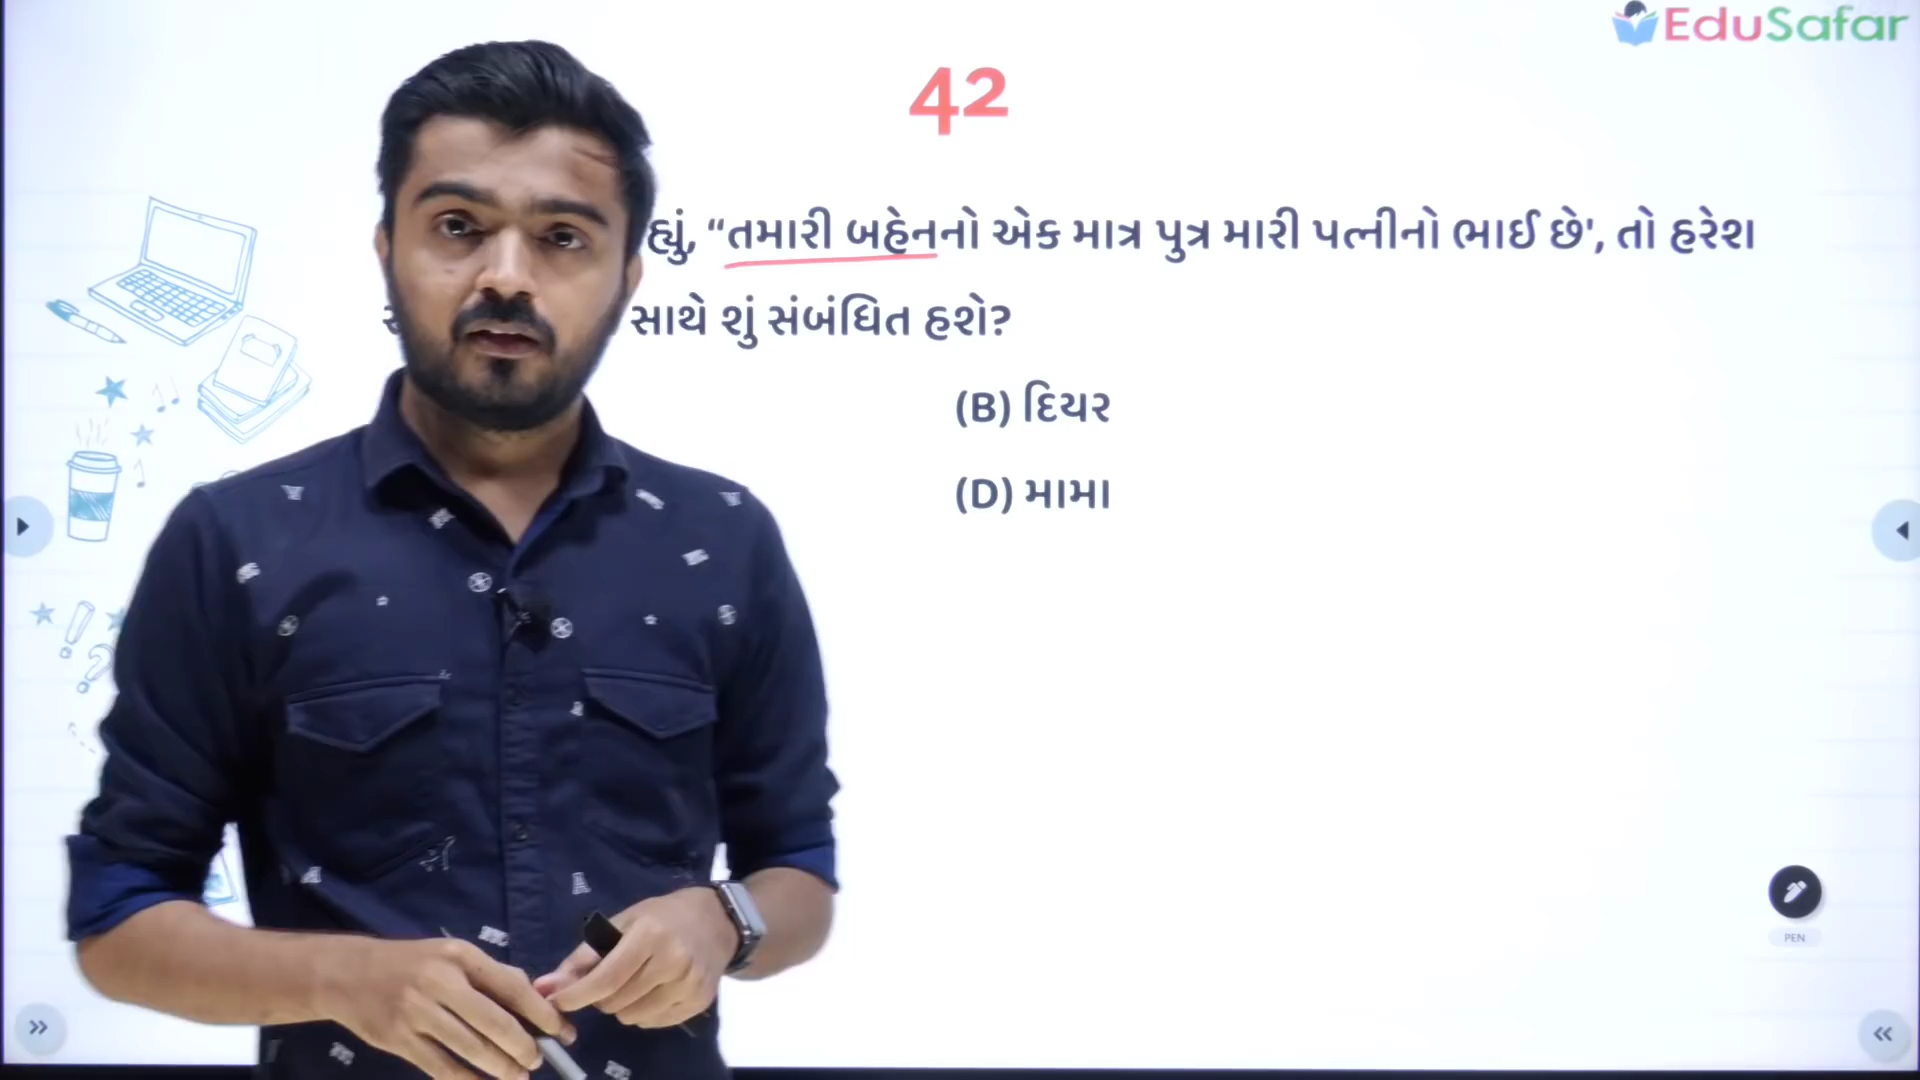 EduSafar
42
“તમારી બહેનનો એક માત્ર પુત્ર મારી પત્નીનો ભાઈ છે', તો હરેશ
સાથે શું સંબંધિત હશે?
(B) દિયર
(D) મામા
PEN